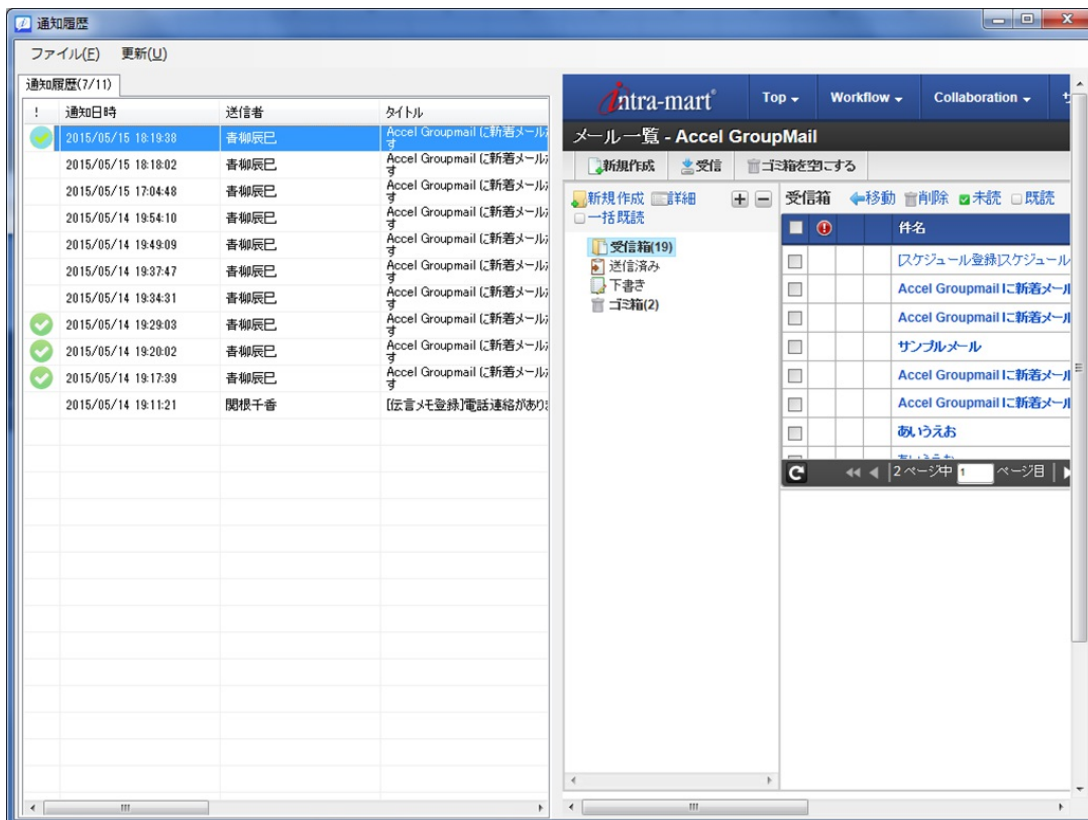 通知履歴
ファイル(F) 更新(U)
通知履歴(7/11)
! 通知日時 送信者 タイトル
2015/05/15 18:19:38 青柳辰巳 Accel Groupmail に新着メール
す
2015/05/15 18:18:02 青柳辰巳 Accel Groupmail に新着メール
す
2015/05/15 17:04:48 青柳辰巳 Accel Groupmail に新着メール
す
2015/05/14 19:54:10 青柳辰巳 Accel Groupmail に新着メール
す
2015/05/14 19:49:09 青柳辰巳 Accel Groupmail に新着メール
す
2015/05/14 19:37:47 青柳辰巳 Accel Groupmail に新着メール
す
2015/05/14 19:34:31 青柳辰巳 Accel Groupmail に新着メール
す
2015/05/14 19:29:03 青柳辰巳 Accel Groupmail に新着メール
す
2015/05/14 19:20:02 青柳辰巳 Accel Groupmail に新着メール
す
2015/05/14 19:17:39 青柳辰巳 Accel Groupmail に新着メール
す
2015/05/14 19:11:21 関根千香 [伝言メモ登録]電話連絡があり
intra-mart Top Workflow Collaboration
メール一覧 - Accel GroupMail
新規作成 受信 ゴミ箱を空にする
新規作成 詳細
一括既読
受信箱(19)
送信済み
下書き
ゴミ箱(2)
受信箱 移動 削除 未読 既読
件名
[スケジュール登録]スケジュール
Accel Groupmail に新着メール
Accel Groupmail に新着メール
サンプルメール
Accel Groupmail に新着メール
Accel Groupmail に新着メール
あいうえお
2ページ中 1 ページ目